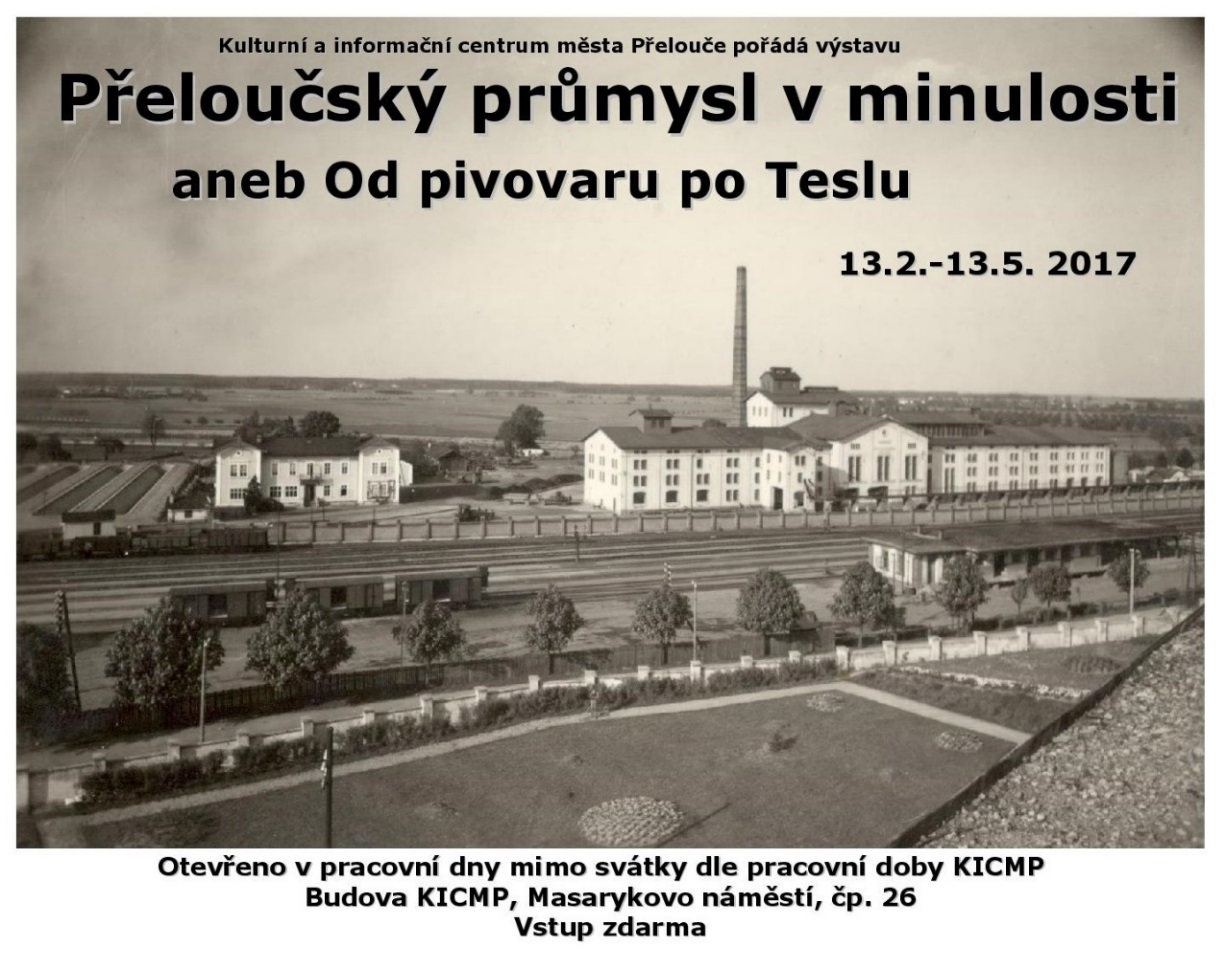 Kulturní a informační centrum města Přelouče pořádá výstavu
Přeloučský průmysl v minulosti
aneb Od pivovaru po Teslu
13.2.-13.5. 2017
Otevřeno v pracovní dny mimo svátky dle pracovní doby KICMP
Budova KICMP, Masarykovo náměstí, čp. 26
Vstup zdarma